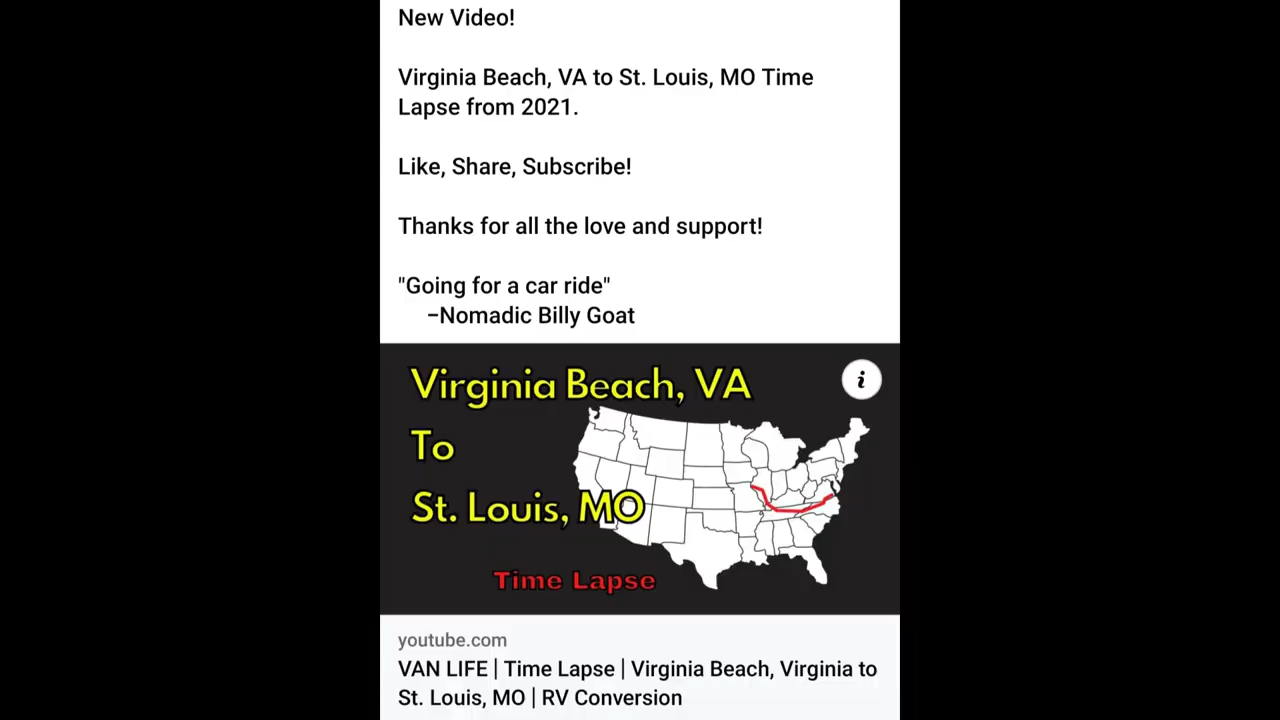 New Video!
Virginia Beach, VA to St. Louis, MO Time
Lapse from 2021.
Like, Share, Subscribe!
Thanks for all the love and support!
"Going for a car ride"
–Nomadic Billy Goat
Virginia Beach, VA
To
St. Louis, MO
Time Lapse
i
youtube.com
VAN LIFE | Time Lapse | Virginia Beach, Virginia to
St. Louis, MO | RV Conversion